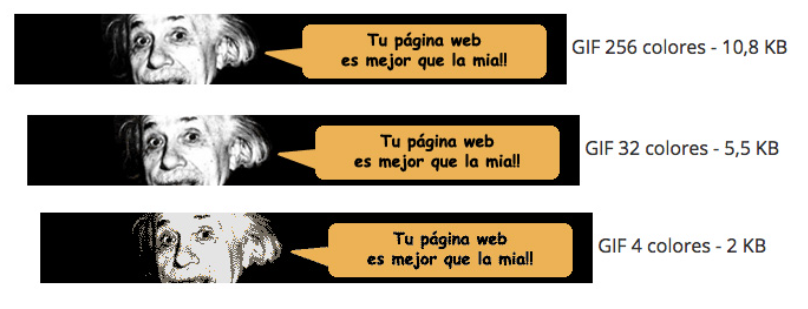 Tu página web
es mejor que la mia!!
GIF 256 colores - 10,8 KB
Tu página web
es mejor que la mia!!
GIF 32 colores - 5,5 KB
Tu página web
es mejor que la mia!!
GIF 4 colores - 2 KB